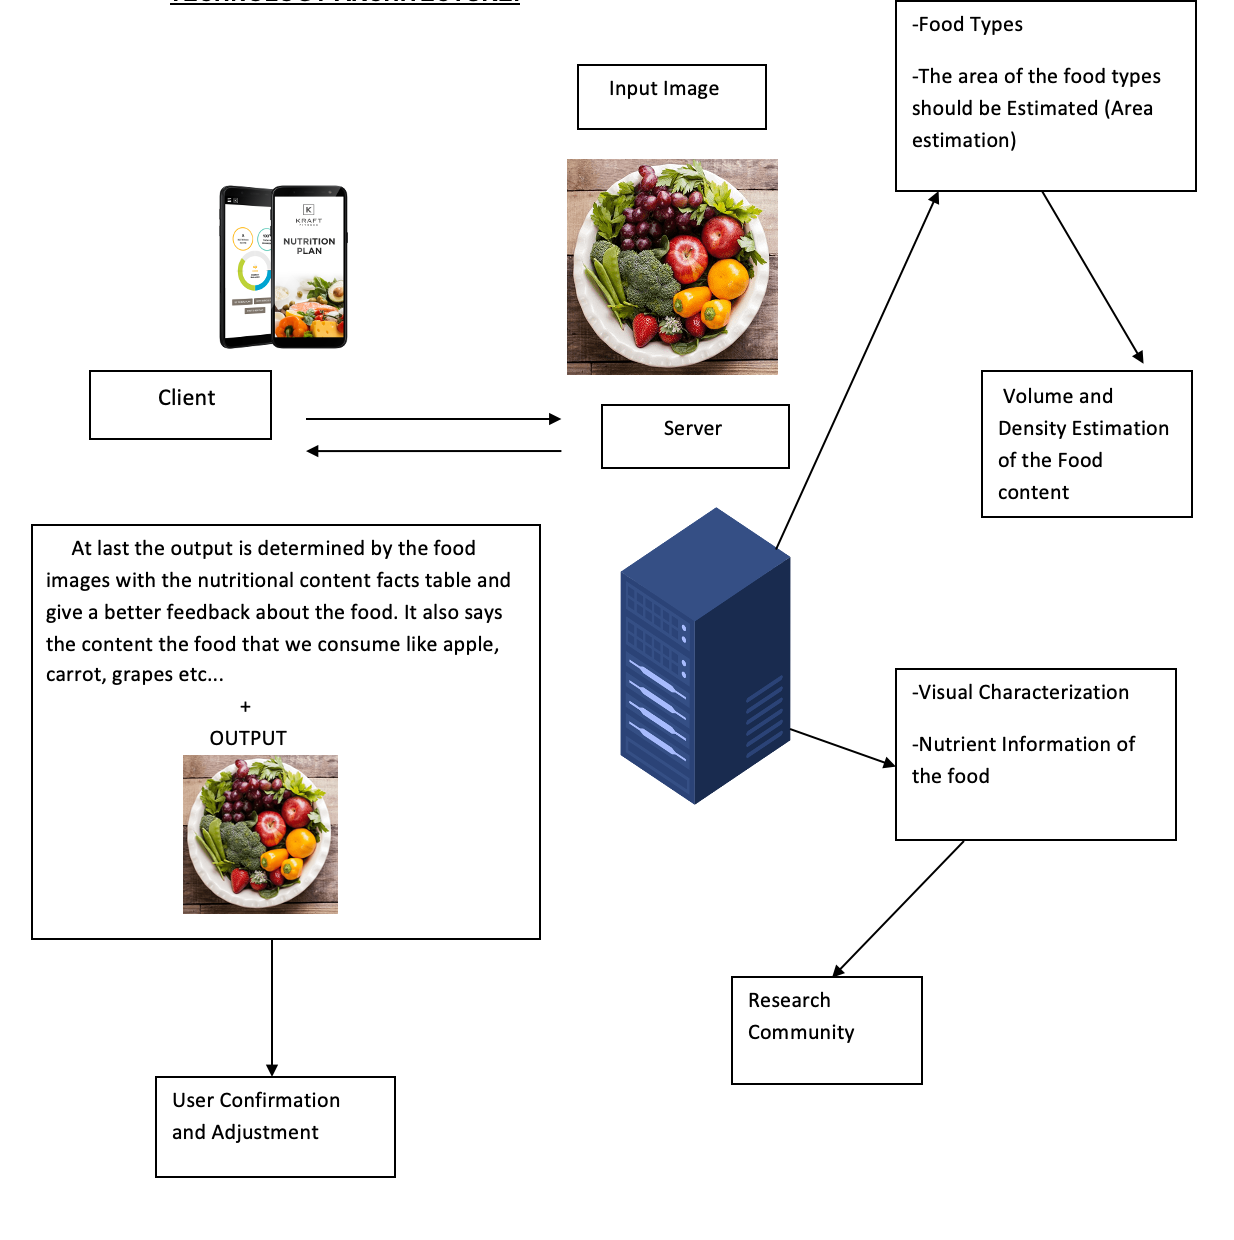 TECHNOLOGY ARCHITECTURE:
-Food Types
-The area of the food types
should be Estimated (Area
estimation)
Input Image
K
KRAFT
FITNESS
NUTRITION
PLAN
Client
Server
Volume and
Density Estimation
of the Food
content
At last the output is determined by the food
images with the nutritional content facts table and
give a better feedback about the food. It also says
the content the food that we consume like apple,
carrot, grapes etc...
+
OUTPUT
-Visual Characterization
-Nutrient Information of
the food
Research
Community
User Confirmation
and Adjustment